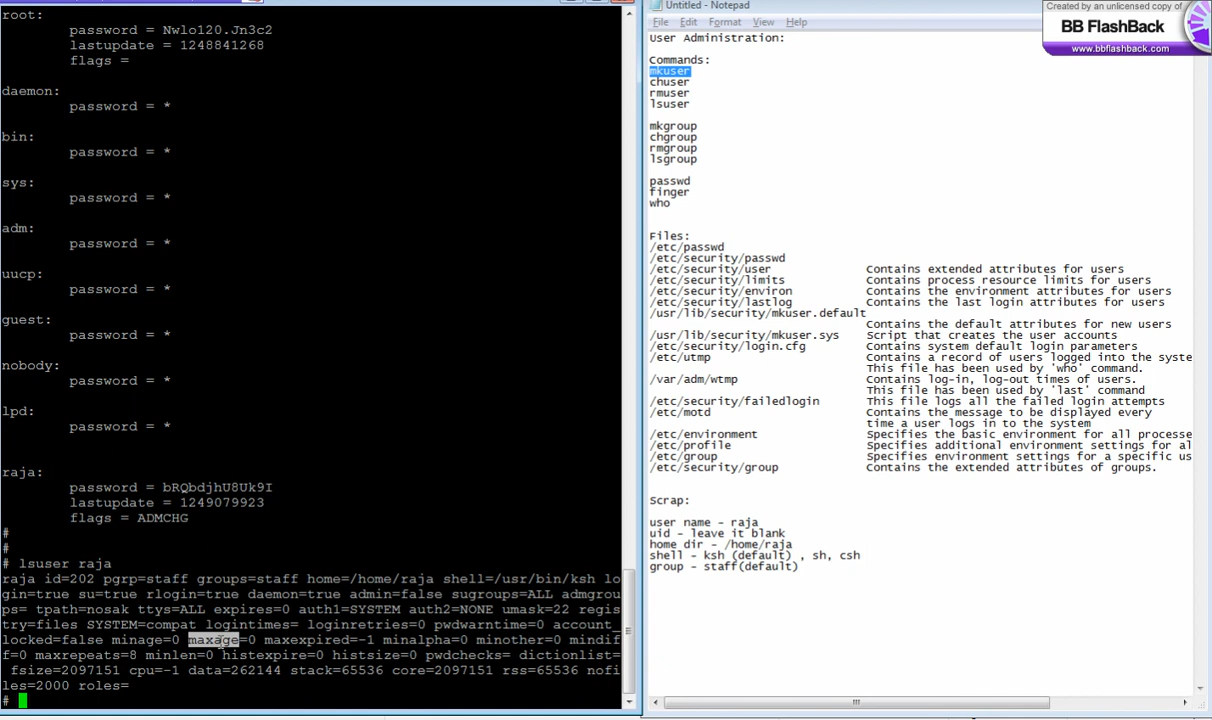 root:
password = Nwlo120.Jn3c2
lastupdate = 1248841268
flags =
daemon:
password = *
bin:
password = *
sys:
password = *
adm:
password = *
uucp:
password = *
guest:
password = *
nobody:
password = *
lpd:
password = *
raja:
password = bRQbdjhU8Uk9I
lastupdate = 1249079923
flags = ADMCHG
#
#
# lsuser raja
raja id=202 pgrp=staff groups=staff home=/home/raja shell=/usr/bin/ksh lo
gin=true su=true rlogin=true daemon=true admin=false sugroups=ALL admgrou
ps= tpath=nosak ttys=ALL expires=0 auth1=SYSTEM auth2=NONE umask=22 regis
try=files SYSTEM=compat logintimes= loginretries=0 pwdwarntime=0 account_
locked=false minage=0 maxage=0 maxexpired=-1 minalpha=0 minother=0 mindif
f=0 maxrepeats=8 minlen=0 histexpire=0 histsize=0 pwdchecks= dictionlist=
fsize=2097151 cpu=-1 data=262144 stack=65536 core=2097151 rss=65536 nofi
les=2000 roles=
#
Untitled - Notepad
File Edit Format View Help
Created by an unlicensed copy of
BB FlashBack
www.bbflashback.com
User Administration:
Commands:
mkuser
chuser
rmuser
lsuser
mkgroup
chgroup
rmgroup
lsgroup
passwd
finger
who
Files:
/etc/passwd
/etc/security/passwd
/etc/security/user Contains extended attributes for users
/etc/security/limits Contains process resource limits for users
/etc/security/environ Contains the environment attributes for users
/etc/security/lastlog Contains the last login attributes for users
/usr/lib/security/mkuser.default
Contains the default attributes for new users
/usr/lib/security/mkuser.sys Script that creates the user accounts
/etc/security/login.cfg Contains system default login parameters
/etc/utmp Contains a record of users logged into the syste
This file has been used by 'who' command.
/var/adm/wtmp Contains log-in, log-out times of users.
This file has been used by 'last' command
/etc/security/failedlogin This file logs all the failed login attempts
/etc/motd Contains the message to be displayed every
time a user logs in to the system
/etc/environment Specifies the basic environment for all processe
/etc/profile Specifies additional environment settings for al
/etc/group Specifies environment settings for a specific us
/etc/security/group Contains the extended attributes of groups.
Scrap:
user name - raja
uid - leave it blank
home dir - /home/raja
shell - ksh (default) , sh, csh
group - staff(default)